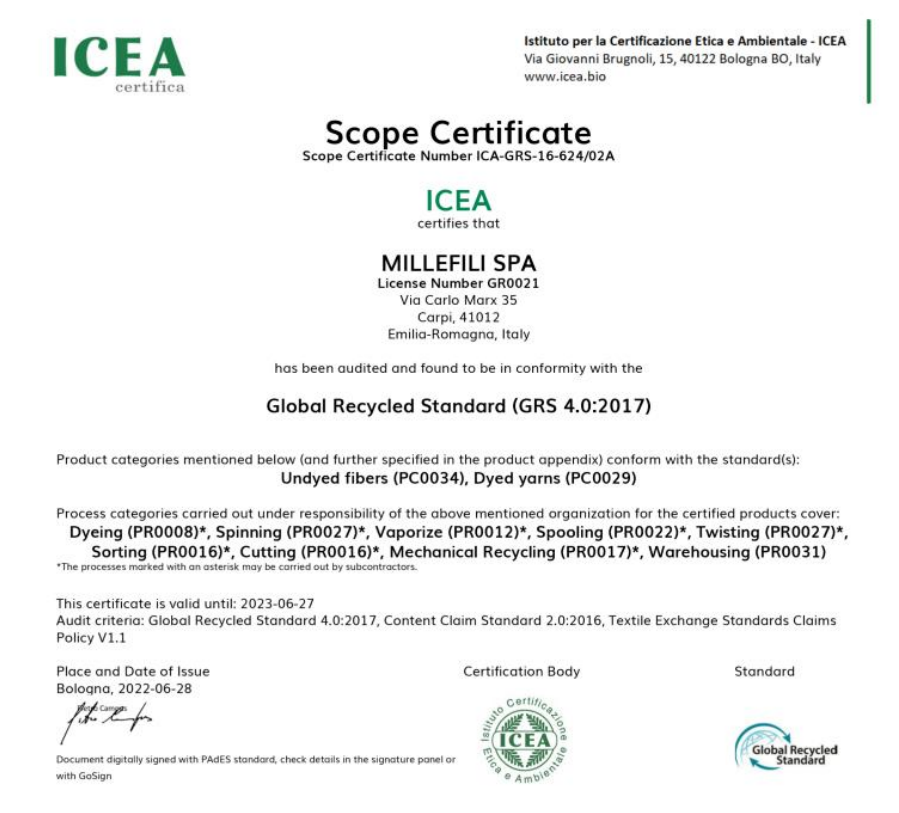 ICEA
certifica
Istituto per la Certificazione Etica e Ambientale - ICEA
Via Giovanni Brugnoli, 15, 40122 Bologna BO, Italy
www.icea.bio
Scope Certificate
Scope Certificate Number ICA-GRS-16-624/02A
ICEA
certifies that
MILLEFILI SPA
License Number GR0021
Via Carlo Marx 35
Carpi, 41012
Emilia-Romagna, Italy
has been audited and found to be in conformity with the
Global Recycled Standard (GRS 4.0:2017)
Product categories mentioned below (and further specified in the product appendix) conform with the standard(s):
Undyed fibers (PC0034), Dyed yarns (PC0029)
Process categories carried out under responsibility of the above mentioned organization for the certified products cover:
Dyeing (PR0008)*, Spinning (PR0027)*, Vaporize (PR0012)*, Spooling (PR0022)*, Twisting (PR0027)*,
Sorting (PR0016)*, Cutting (PR0016)*, Mechanical Recycling (PR0017)*, Warehousing (PR0031)
*The processes marked with an asterisk may be carried out by subcontractors.
This certificate is valid until: 2023-06-27
Audit criteria: Global Recycled Standard 4.0:2017, Content Claim Standard 2.0:2016, Textile Exchange Standards Claims
Policy V1.1
Place and Date of Issue
Bologna, 2022-06-28
Certification Body
Standard
Istituto Certificazione
ICEA
Etica e Ambientale
Global Recycled
Standard
Document digitally signed with PAdES standard, check details in the signature panel or
with GoSign